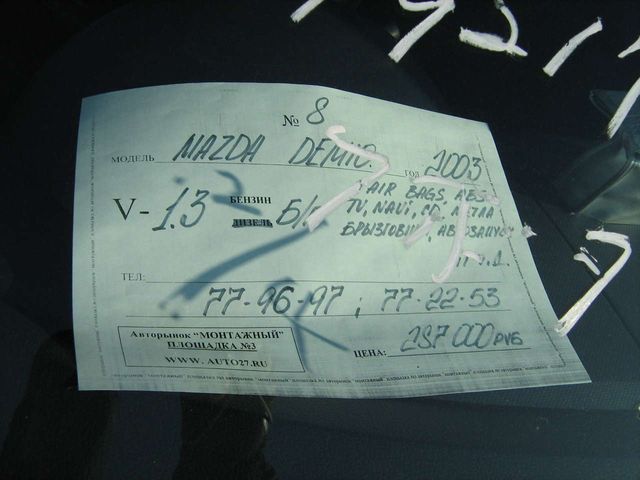 № 8
МОДЕЛЬ MAZDA DEMIO. ГОД 2003
V- 1.3 БЕНЗИН ДИЗЕЛЬ Б/П AIR BAGS, ABS
TV, NAVI, CD,
БРЫЗГОВИКИ, АВТОЗАПУСК
И Т.Д.
ТЕЛ:
77-96-97 ; 77-22-53
Авторынок "МОНТАЖНЫЙ"
ПЛОЩАДКА №3
WWW.AUTO27.RU
ЦЕНА: 287 000 РУБ